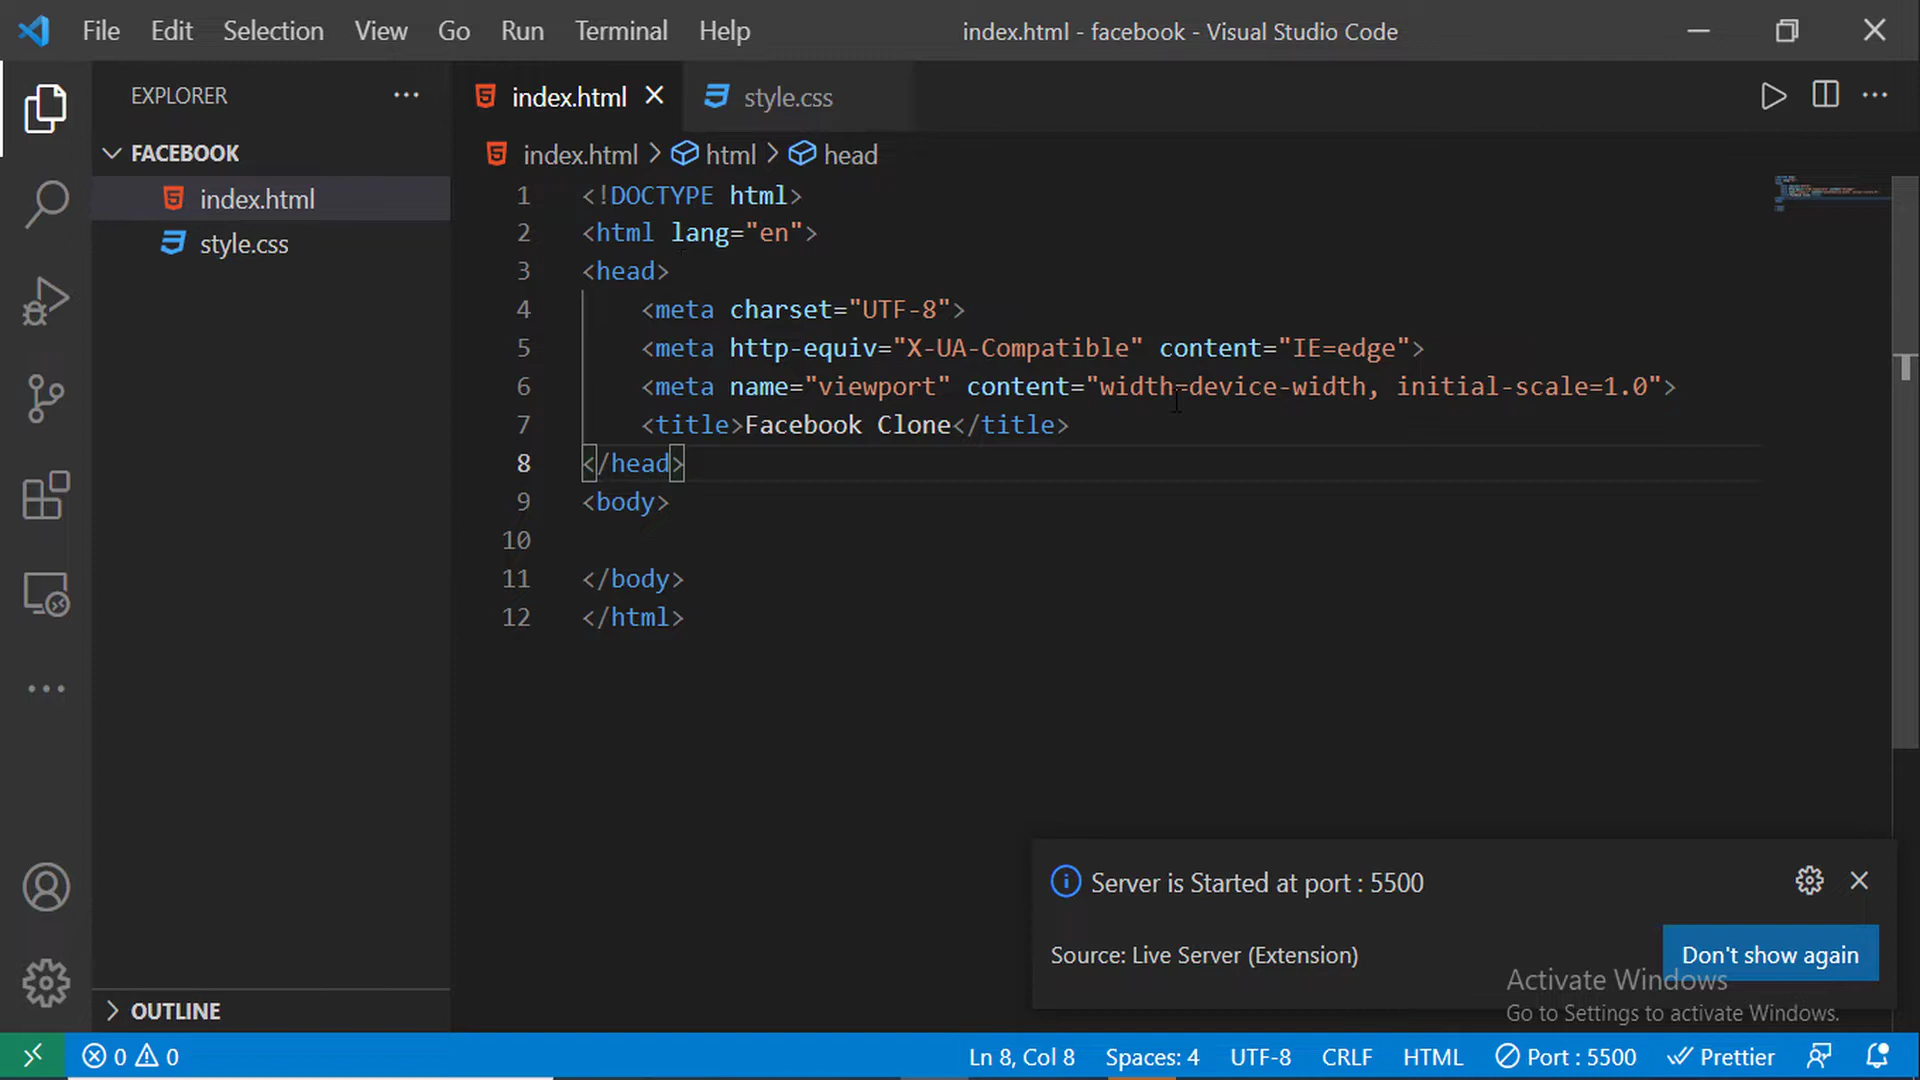 File Edit Selection View Go Run Terminal Help
index.html - facebook - Visual Studio Code
EXPLORER
FACEBOOK
index.html
style.css
OUTLINE
index.html
style.css
index.html > html > head
1 <!DOCTYPE html>
2 <html lang="en">
3 <head>
4 <meta charset="UTF-8">
5 <meta http-equiv="X-UA-Compatible" content="IE=edge">
6 <meta name="viewport" content="width=device-width, initial-scale=1.0">
7 <title>Facebook Clone</title>
8 </head>
9 <body>
10
11 </body>
12 </html>
Server is Started at port : 5500
Source: Live Server (Extension)
Don't show again
Activate Windows
Go to Settings to activate Windows.
0 0
Ln 8, Col 8 Spaces: 4 UTF-8 CRLF HTML Port : 5500 Prettier